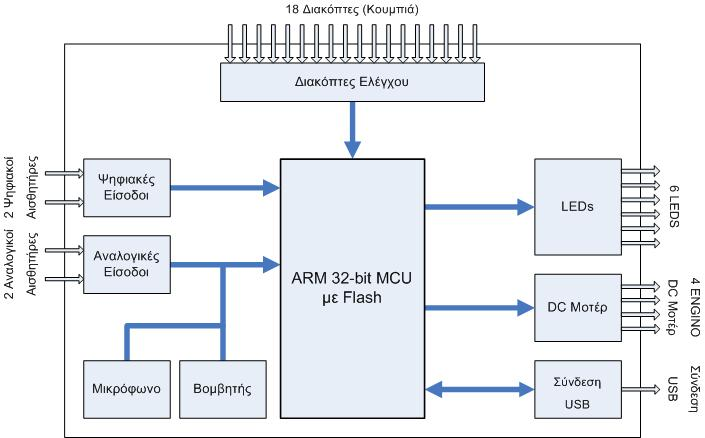 18 Διακόπτες (Κουμπιά)
Διακόπτες Ελέγχου
2 Ψηφιακοί
Αισθητήρες
Ψηφιακές
Είσοδοι
2 Αναλογικοί
Αισθητήρες
Αναλογικές
Είσοδοι
ARM 32-bit MCU
με Flash
LEDs
6 LEDS
DC Μοτέρ
4 ENGINO
DC Μοτέρ
Μικρόφωνο
Βομβητής
Σύνδεση
USB
Σύνδεση
USB